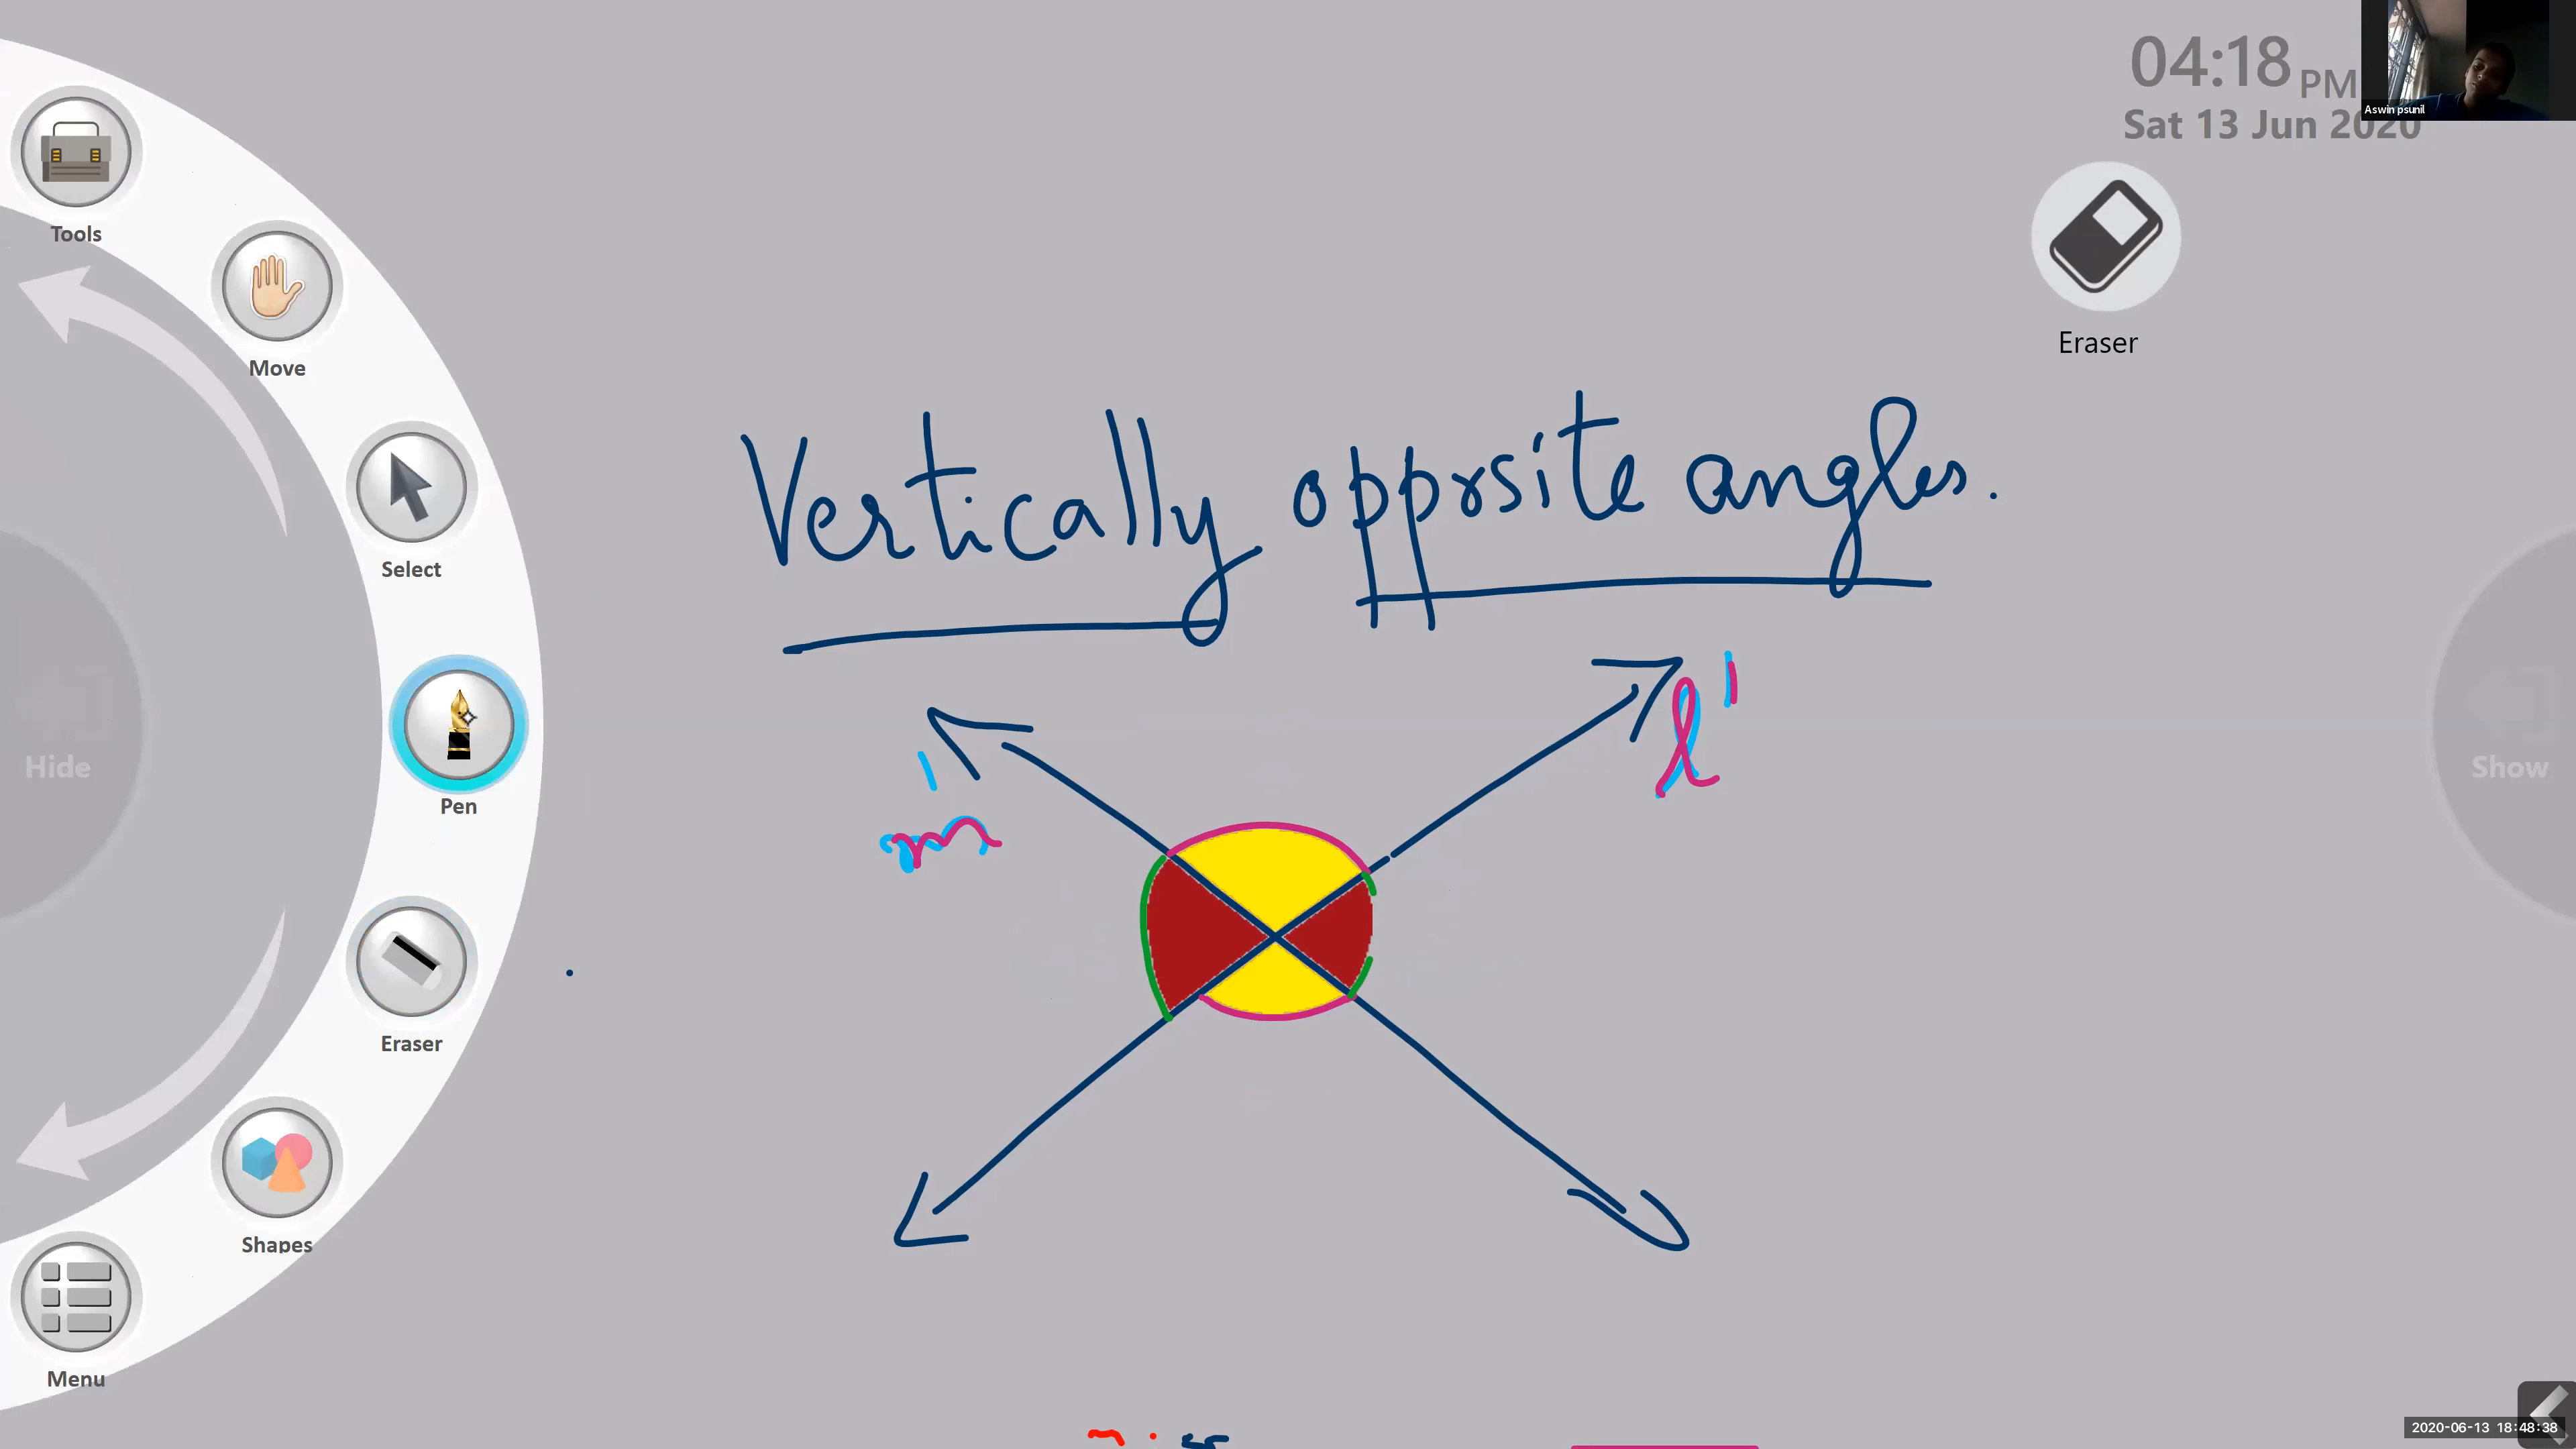 04:18 PM
Aswin psunil
Sat 13 Jun 2020
Tools
Eraser
Move
Vertically opposite angles.
Select
l'
Hide
Show
Pen
m
Eraser
Shapes
Menu
2020-06-13 18:48:38